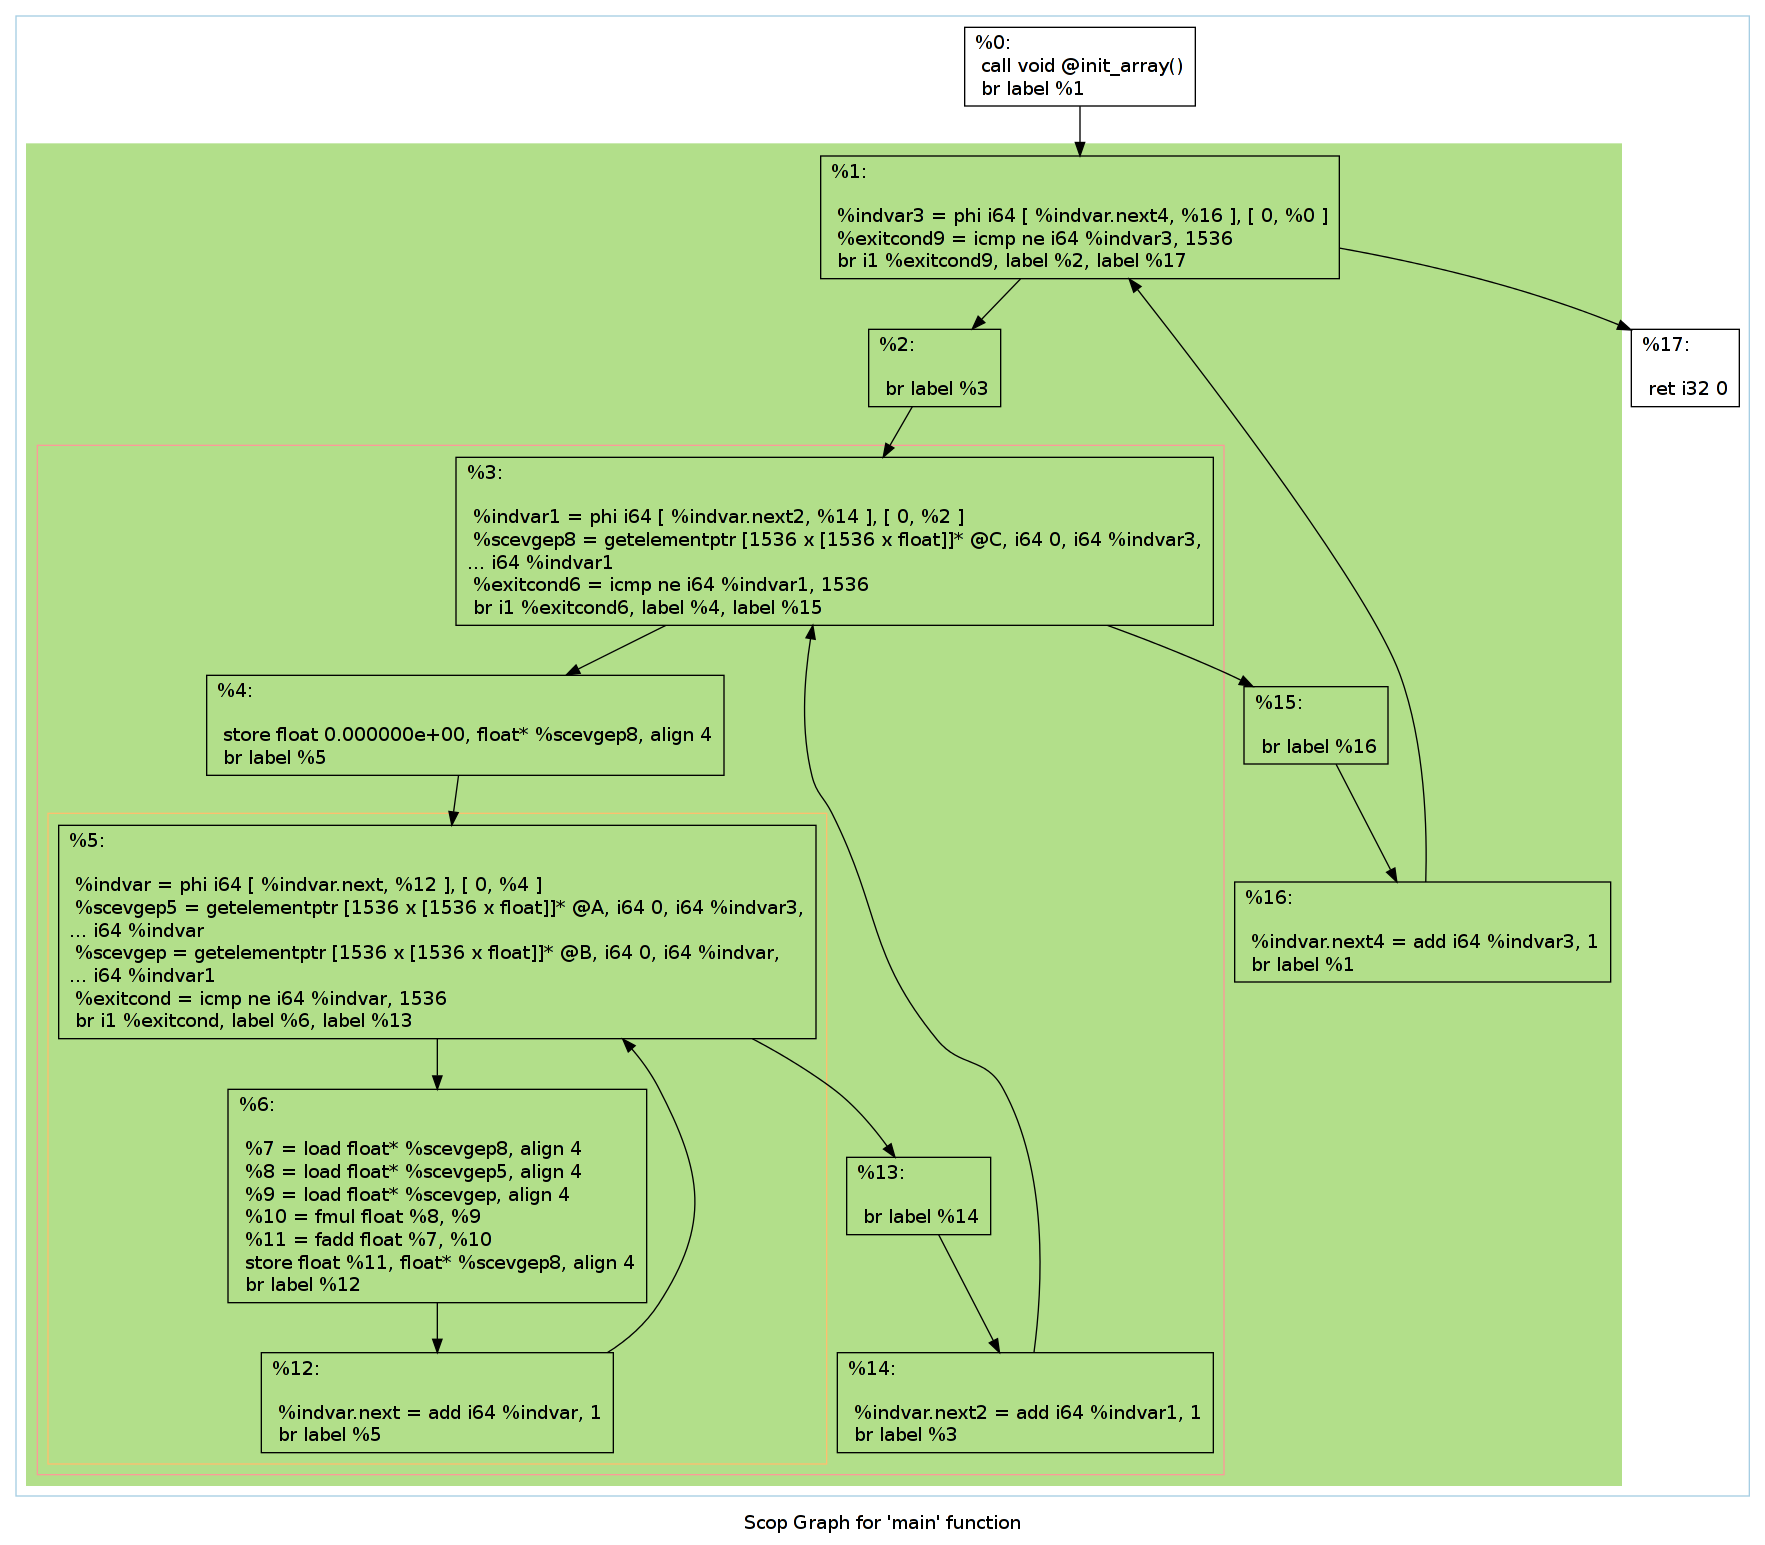 %0:
call void @init_array()
br label %1
%1:
%indvar3 = phi i64 [ %indvar.next4, %16 ], [ 0, %0 ]
%exitcond9 = icmp ne i64 %indvar3, 1536
br i1 %exitcond9, label %2, label %17
%2:
br label %3
%17:
ret i32 0
%3:
%indvar1 = phi i64 [ %indvar.next2, %14 ], [ 0, %2 ]
%scevgep8 = getelementptr [1536 x [1536 x float]]* @C, i64 0, i64 %indvar3,
... i64 %indvar1
%exitcond6 = icmp ne i64 %indvar1, 1536
br i1 %exitcond6, label %4, label %15
%4:
store float 0.000000e+00, float* %scevgep8, align 4
br label %5
%15:
br label %16
%5:
%indvar = phi i64 [ %indvar.next, %12 ], [ 0, %4 ]
%scevgep5 = getelementptr [1536 x [1536 x float]]* @A, i64 0, i64 %indvar3,
... i64 %indvar
%scevgep = getelementptr [1536 x [1536 x float]]* @B, i64 0, i64 %indvar,
... i64 %indvar1
%exitcond = icmp ne i64 %indvar, 1536
br i1 %exitcond, label %6, label %13
%16:
%indvar.next4 = add i64 %indvar3, 1
br label %1
%6:
%7 = load float* %scevgep8, align 4
%8 = load float* %scevgep5, align 4
%9 = load float* %scevgep, align 4
%10 = fmul float %8, %9
%11 = fadd float %7, %10
store float %11, float* %scevgep8, align 4
br label %12
%13:
br label %14
%12:
%indvar.next = add i64 %indvar, 1
br label %5
%14:
%indvar.next2 = add i64 %indvar1, 1
br label %3
Scop Graph for 'main' function